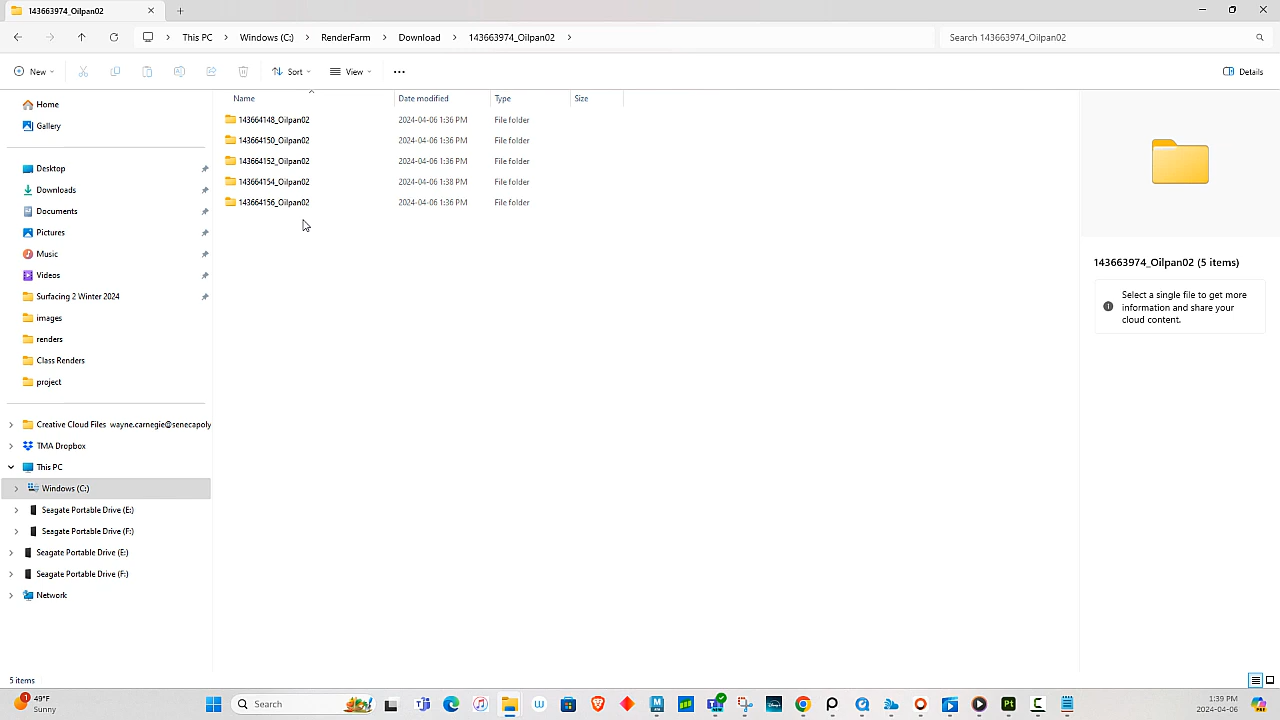 143663974_Oilpan02
This PC Windows (C:) RenderFarm Download 143663974_Oilpan02
Search 143663974_Oilpan02
New
Sort
View
Details
Name Date modified Type Size
143664148_Oilpan02 2024-04-06 1:36 PM File folder
143664150_Oilpan02 2024-04-06 1:36 PM File folder
143664152_Oilpan02 2024-04-06 1:36 PM File folder
143664154_Oilpan02 2024-04-06 1:38 PM File folder
143664156_Oilpan02 2024-04-06 1:36 PM File folder
Home
Gallery
Desktop
Downloads
Documents
Pictures
Music
Videos
Surfacing 2 Winter 2024
images
renders
Class Renders
project
Creative Cloud Files wayne.carnegie@senecapoly
TMA Dropbox
This PC
Windows (C:)
Seagate Portable Drive (E:)
Seagate Portable Drive (F:)
Seagate Portable Drive (E:)
Seagate Portable Drive (F:)
Network
143663974_Oilpan02 (5 items)
Select a single file to get more
information and share your
cloud content.
5 items
1
49°F
Sunny
Search
1:39 PM
2024-04-06